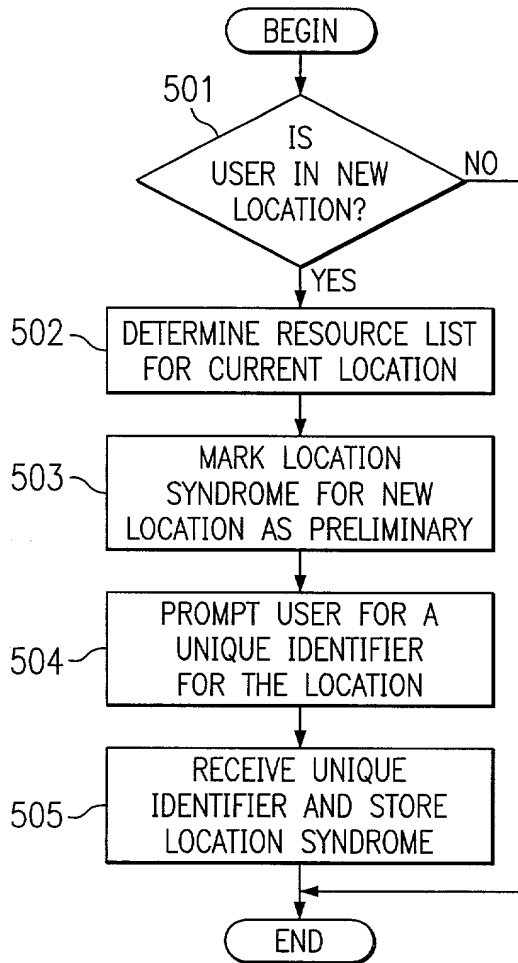 BEGIN
501
IS
USER IN NEW
LOCATION?
NO
YES
502
DETERMINE RESOURCE LIST
FOR CURRENT LOCATION
503
MARK LOCATION
SYNDROME FOR NEW
LOCATION AS PRELIMINARY
504
PROMPT USER FOR A
UNIQUE IDENTIFIER
FOR THE LOCATION
505
RECEIVE UNIQUE
IDENTIFIER AND STORE
LOCATION SYNDROME
END